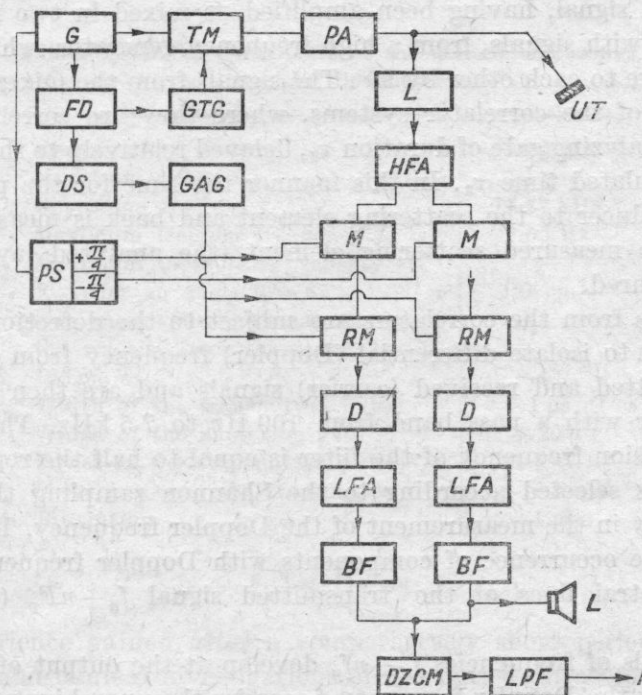 G TM PA
L
FD GTG UT
HFA
DS GAG
M M
PS +π/4
-π/4
RM RM
D D
LFA LFA
BF BF
L
DZCM LPF